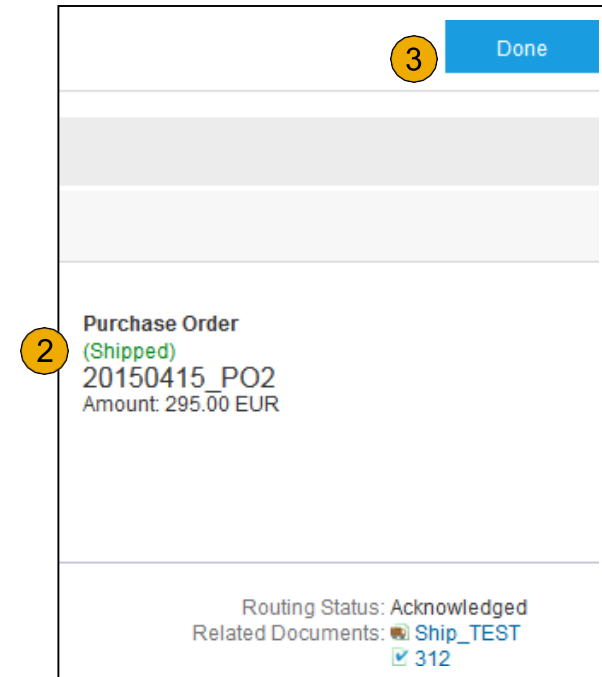 3
Done
2
Purchase Order
(Shipped)
20150415_PO2
Amount: 295.00 EUR
Routing Status: Acknowledged
Related Documents: Ship_TEST
312